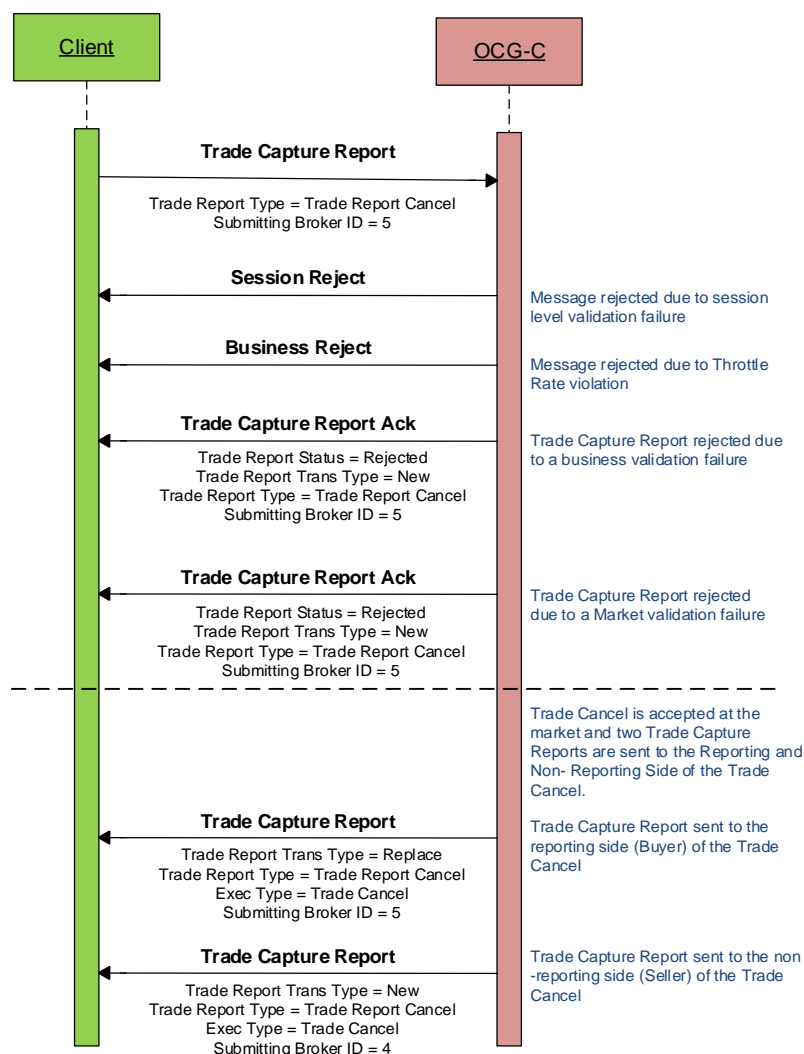 Client
OCG-C
Trade Capture Report
Trade Report Type = Trade Report Cancel
Submitting Broker ID = 5
Session Reject
Message rejected due to session
level validation failure
Business Reject
Message rejected due to Throttle
Rate violation
Trade Capture Report Ack
Trade Report Status = Rejected
Trade Report Trans Type = New
Trade Report Type = Trade Report Cancel
Submitting Broker ID = 5
Trade Capture Report rejected due
to a business validation failure
Trade Capture Report Ack
Trade Report Status = Rejected
Trade Report Trans Type = New
Trade Report Type = Trade Report Cancel
Submitting Broker ID = 5
Trade Capture Report rejected
due to a Market validation failure
Trade Cancel is accepted at the
market and two Trade Capture
Reports are sent to the Reporting and
Non- Reporting Side of the Trade
Cancel.
Trade Capture Report
Trade Report Trans Type = Replace
Trade Report Type = Trade Report Cancel
Exec Type = Trade Cancel
Submitting Broker ID = 5
Trade Capture Report sent to the
reporting side (Buyer) of the Trade
Cancel
Trade Capture Report
Trade Report Trans Type = New
Trade Report Type = Trade Report Cancel
Exec Type = Trade Cancel
Submitting Broker ID = 4
Trade Capture Report sent to the non
-reporting side (Seller) of the Trade
Cancel